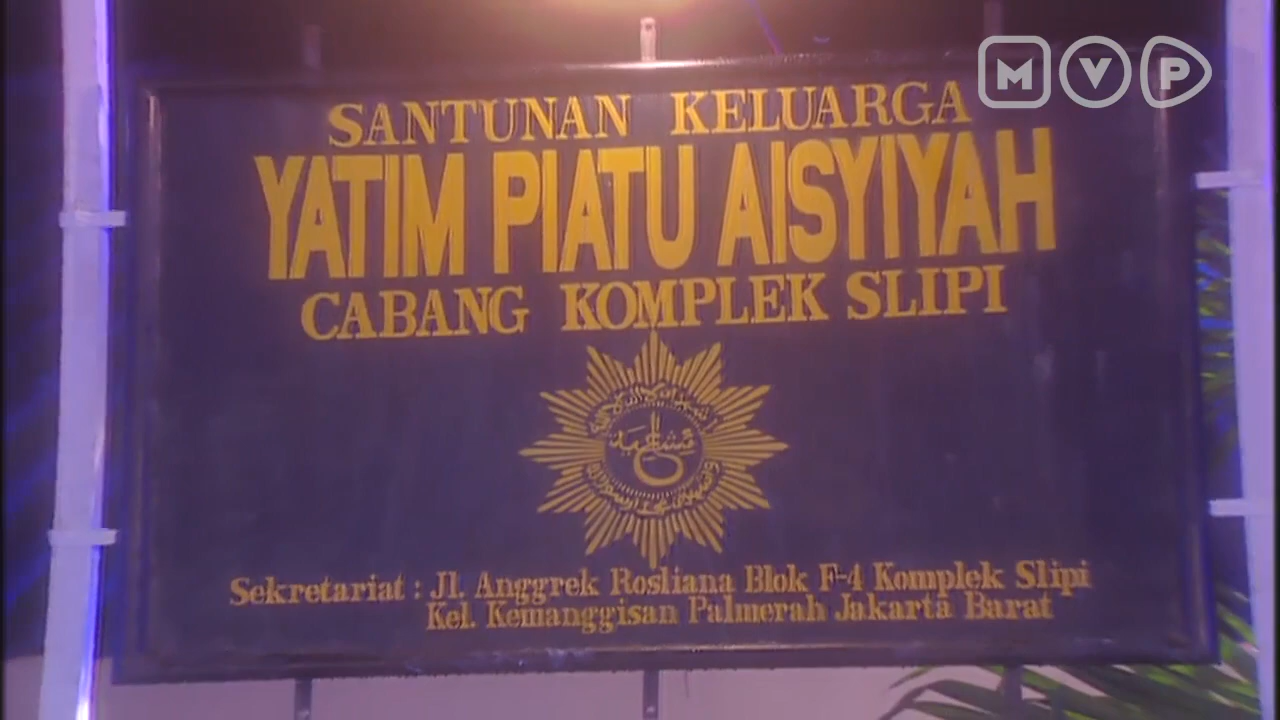 MVP
SANTUNAN KELUARGA
YATIM PIATU AISYIYAH
CABANG KOMPLEK SLIPI
Sekretariat : Jl. Anggrek Rosliana Blok F-4 Komplek Slipi
Kel. Kemanggisan Palmerah Jakarta Barat